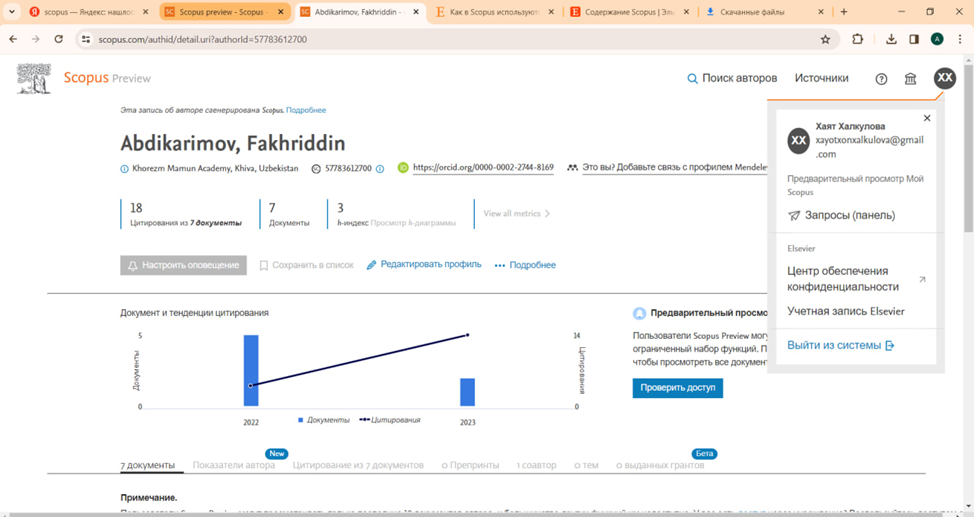 scopus — Яндекс: нашлос
Scopus preview - Scopus -
Abdikarimov, Fakhriddin -
Как в Scopus используютс
Содержание Scopus | Эль
Скачанные файлы
scopus.com/authid/detail.uri?authorId=57783612700
A
Scopus Preview
Поиск авторов
Источники
XX
Эта запись об авторе сгенерирована Scopus. Подробнее
Abdikarimov, Fakhriddin
Khorezm Mamun Academy, Khiva, Uzbekistan
57783612700
https://orcid.org/0000-0002-2744-8169
Это вы? Добавьте связь с профилем Mendele
18
Цитирования из 7 документы
7
Документы
3
h-индекс Просмотр h-диаграммы
View all metrics
Настроить оповещение
Сохранить в список
Редактировать профиль
Подробнее
XX
Хаят Халкулова
xayotxonxalkulova@gmail
.com
Предварительный просмотр Мой
Scopus
Запросы (панель)
Elsevier
Центр обеспечения
конфиденциальности
Учетная запись Elsevier
Выйти из системы
Документ и тенденции цитирования
5
0
Документы
14
0
Цитирования
2022
2023
Документы
Цитирования
Предварительный просмо
Пользователи Scopus Preview мог
ограниченный набор функций. П
чтобы просмотреть все документ
Проверить доступ
7 документы
New
Показатели автора
Цитирование из 7 документов
0 Препринты
1 соавтор
0 тем
Бета
0 выданных грантов
Примечание.